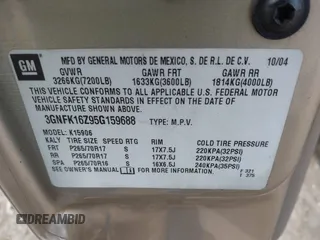 GM
MFD BY GENERAL MOTORS DE MEXICO, S. DE R.L. DE C.V. 10/04
GVWR GAWR FRT GAWR RR
3266KG(7200LB) 1633KG(3600LB) 1814KG(4000LB)
THIS VEHICLE CONFORMS TO ALL APPLICABLE U.S. FEDERAL MOTOR
VEHICLE SAFETY STANDARDS IN EFFECT ON THE DATE OF
MANUFACTURE SHOWN ABOVE.
3GNFK16Z95G159688 TYPE: M.P.V.
MODEL: K15906
KALY TIRE SIZE SPEED RTG RIM COLD TIRE PRESSURE
FRT P265/70R17 S 17X7.5J 220KPA(32PSI)
RR P265/70R17 S 17X7.5J 220KPA(32PSI)
SPA P265/70R16 S 16X6.5J 240KPA(35PSI)
SEE OWNER'S MANUAL FOR ADDITIONAL INFORMATION.
DREAMBID